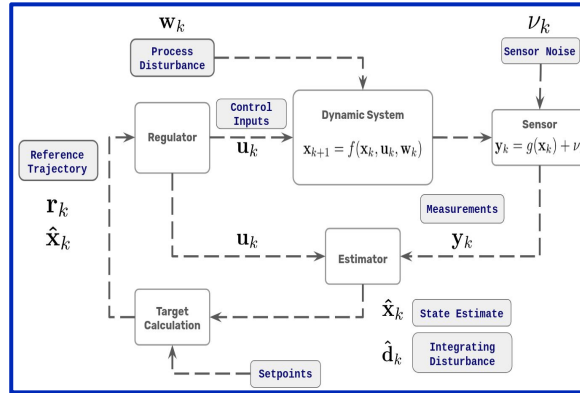 w_k
Process
Disturbance
ν_k
Sensor Noise
Control
Inputs
u_k
Regulator
Dynamic System
x_{k+1} = f(x_k, u_k, w_k)
Sensor
y_k = g(x_k) + ν
Reference
Trajectory
r_k
x̂_k
Measurements
u_k
y_k
Estimator
Target
Calculation
x̂_k
State Estimate
d̂_k
Integrating
Disturbance
Setpoints